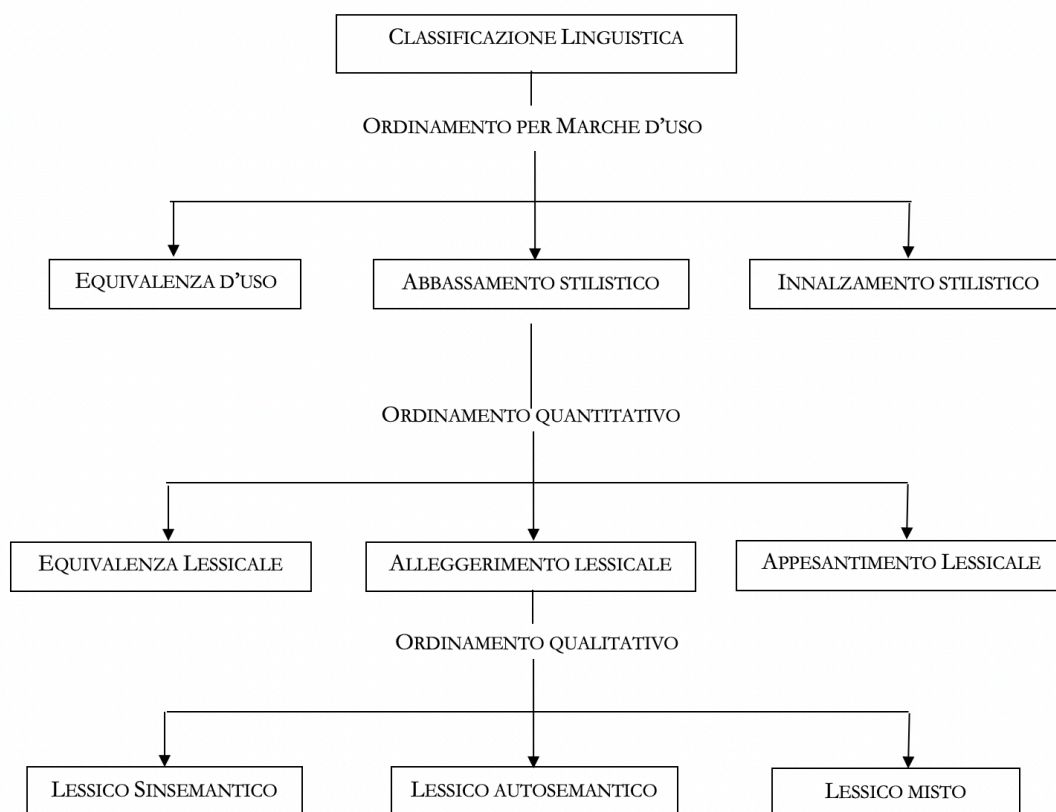 CLASSIFICAZIONE LINGUISTICA
ORDINAMENTO PER MARCHE D'USO
EQUIVALENZA D'USO
ABBASSAMENTO STILISTICO
INNALZAMENTO STILISTICO
ORDINAMENTO QUANTITATIVO
EQUIVALENZA LESSICALE
ALLEGGERIMENTO LESSICALE
APPESANTIMENTO LESSICALE
ORDINAMENTO QUALITATIVO
LESSICO SINSEMANTICO
LESSICO AUTOSEMANTICO
LESSICO MISTO